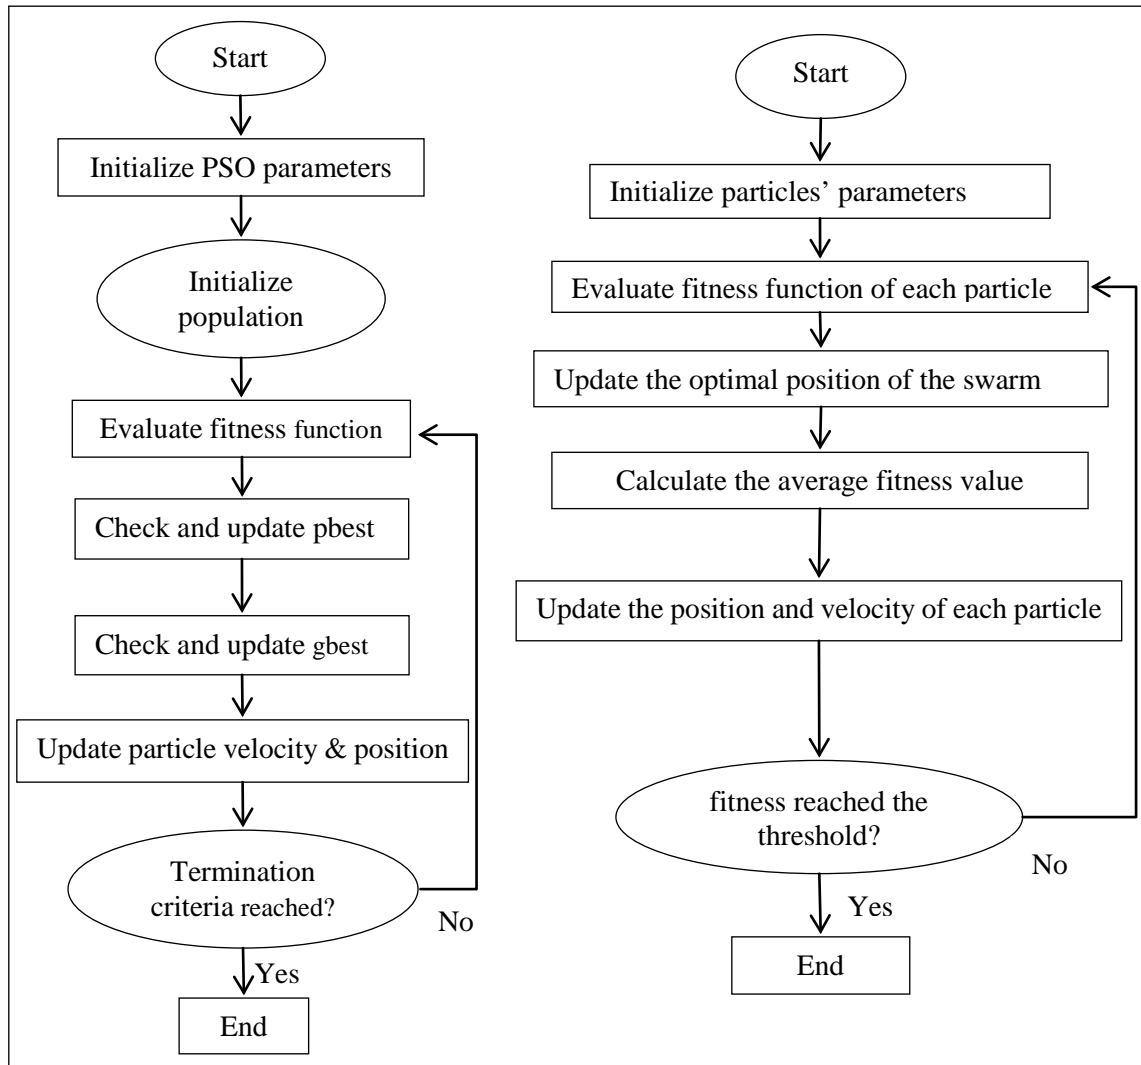 Start
Initialize PSO parameters
Initialize
population
Evaluate fitness function
Check and update pbest
Check and update gbest
Update particle velocity & position
Termination
criteria reached?
No
Yes
End
Start
Initialize particles’ parameters
Evaluate fitness function of each particle
Update the optimal position of the swarm
Calculate the average fitness value
Update the position and velocity of each particle
fitness reached the
threshold?
No
Yes
End